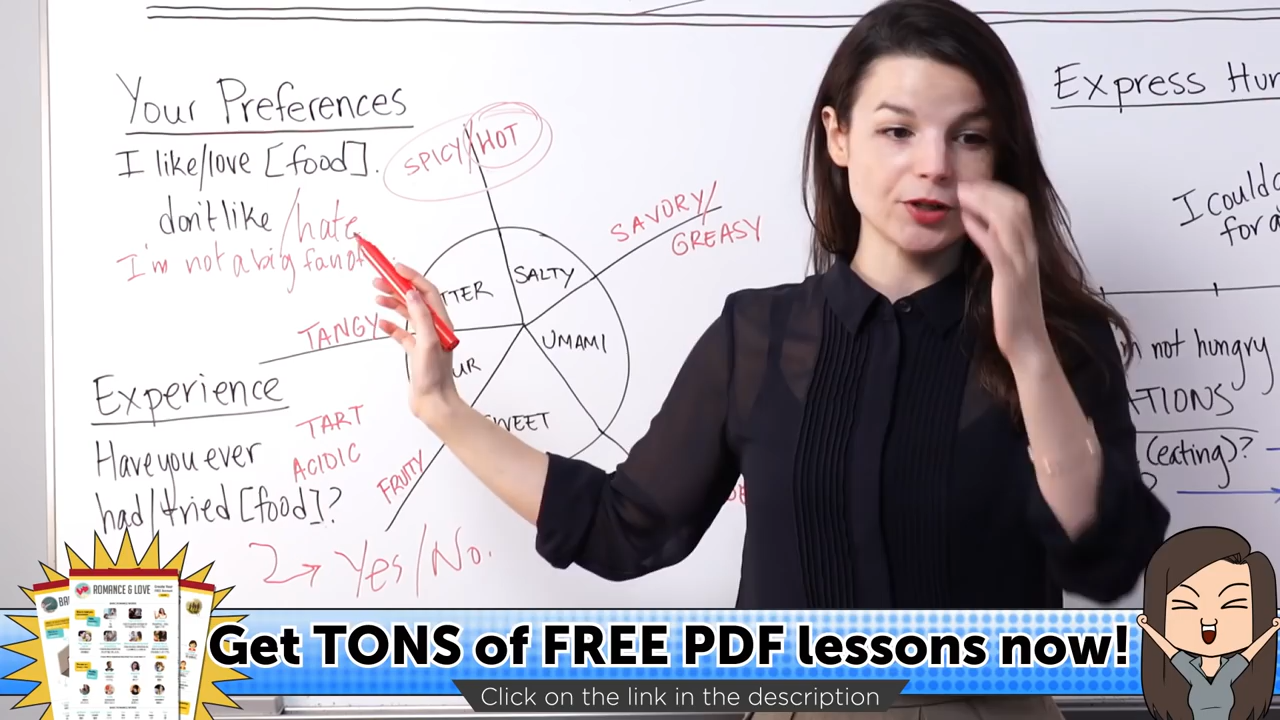 Your Preferences
I like/love [food].
don't like /hate
I'm not a big fan of
Experience
Have you ever
had/tried [food]?
→ Yes/No.
SPICY/HOT
SAVORY/
GREASY
SALTY
UMAMI
SWEET
TANGY
TART
ACIDIC
FRUITY
Express
I could
for a
not hungry
(eating)?
ROMANCE & LOVE
Get TONS of FREE PDF lessons now!
Click on the link in the description